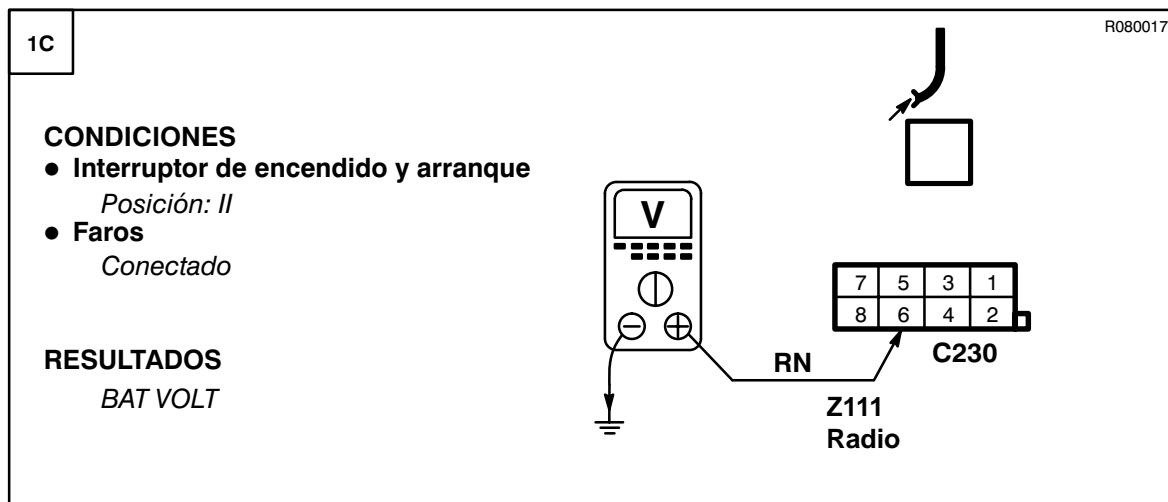 1C
R080017
CONDICIONES
● Interruptor de encendido y arranque
Posición: II
● Faros
Conectado
RESULTADOS
BAT VOLT
V
7 5 3 1
8 6 4 2
C230
RN
Z111
Radio